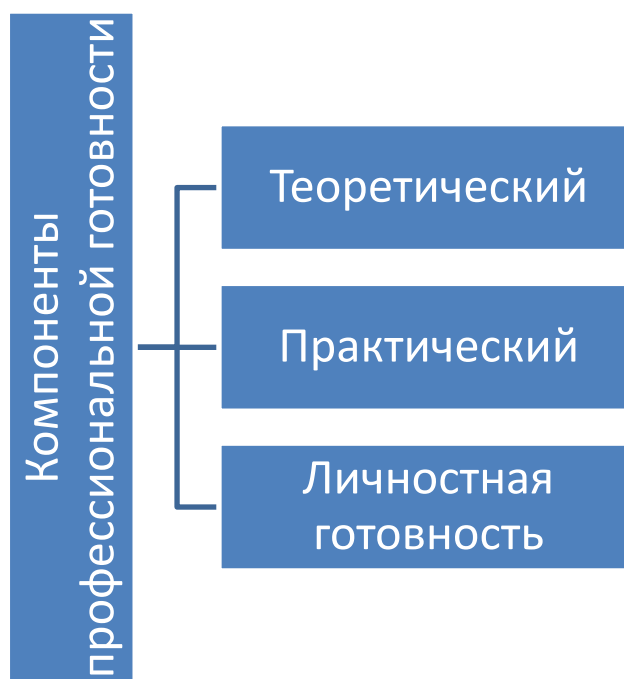 Компоненты
профессиональной готовности
Теоретический
Практический
Личностная
готовность